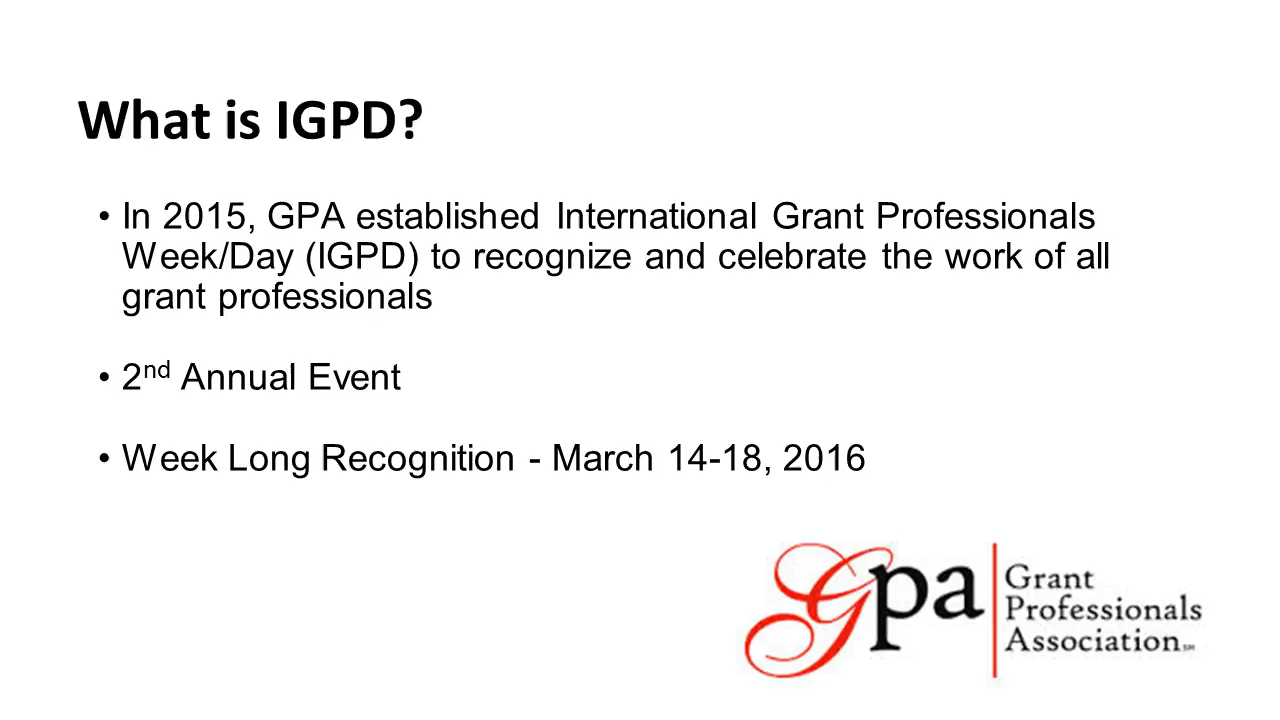 What is IGPD?
• In 2015, GPA established International Grant Professionals
Week/Day (IGPD) to recognize and celebrate the work of all
grant professionals
• 2nd Annual Event
• Week Long Recognition - March 14-18, 2016
Gpa
Grant
Professionals
Association℠